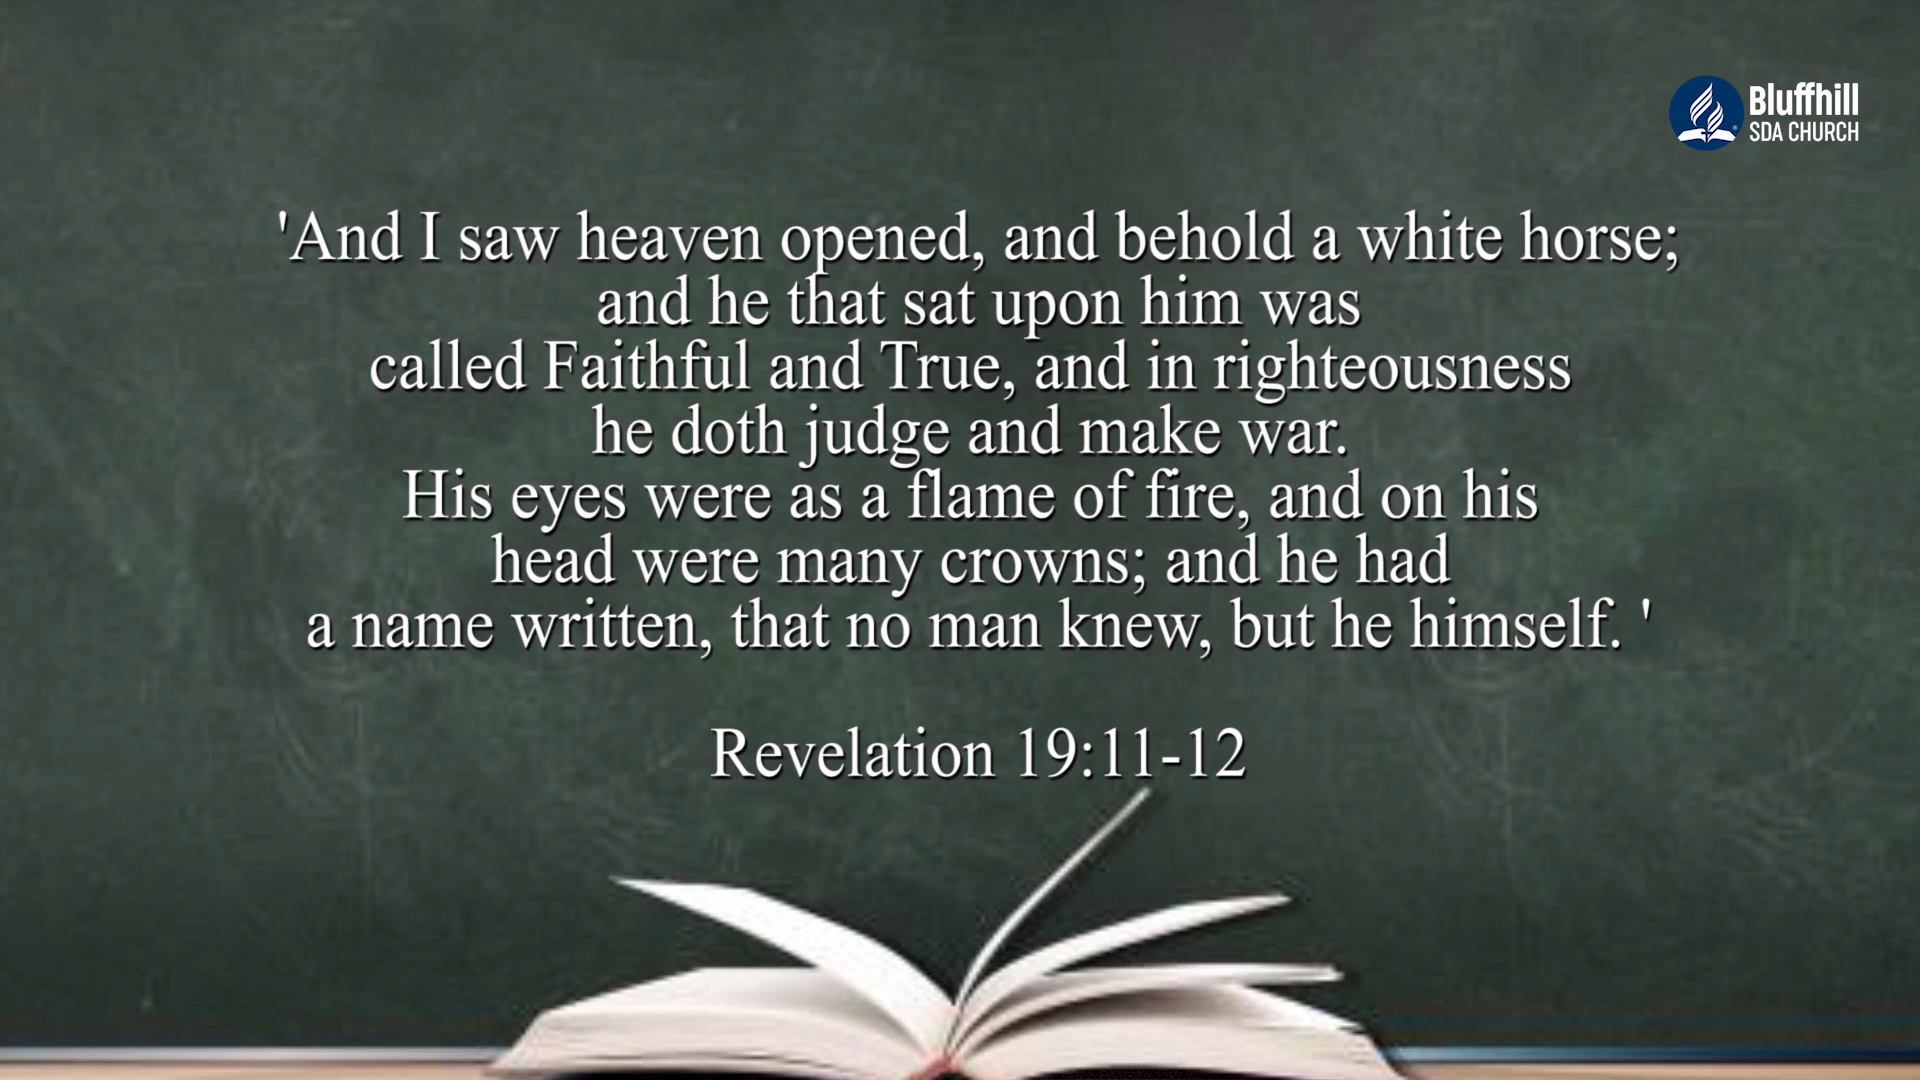 Bluffhill
SDA CHURCH
'And I saw heaven opened, and behold a white horse;
and he that sat upon him was
called Faithful and True, and in righteousness
he doth judge and make war.
His eyes were as a flame of fire, and on his
head were many crowns; and he had
a name written, that no man knew, but he himself. '
Revelation 19:11-12